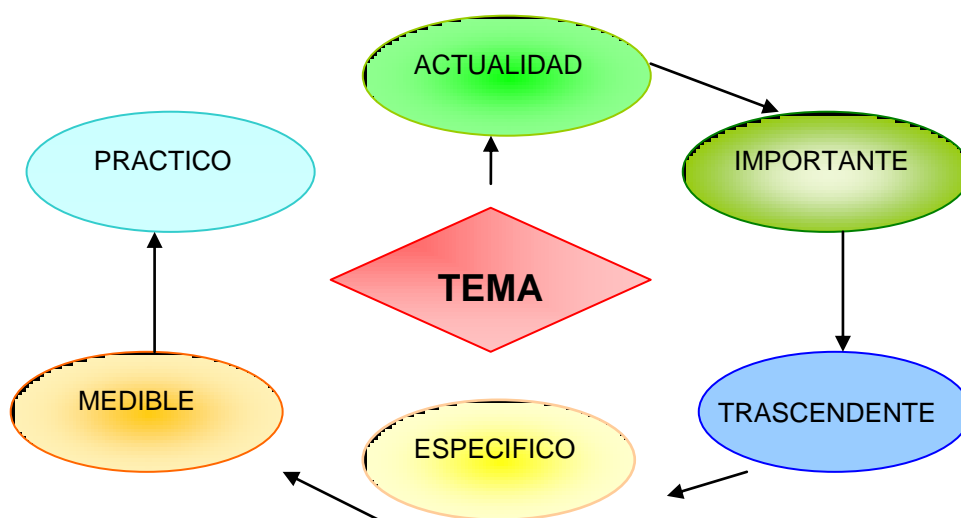 ACTUALIDAD
PRACTICO
IMPORTANTE
TEMA
MEDIBLE
TRASCENDENTE
ESPECIFICO